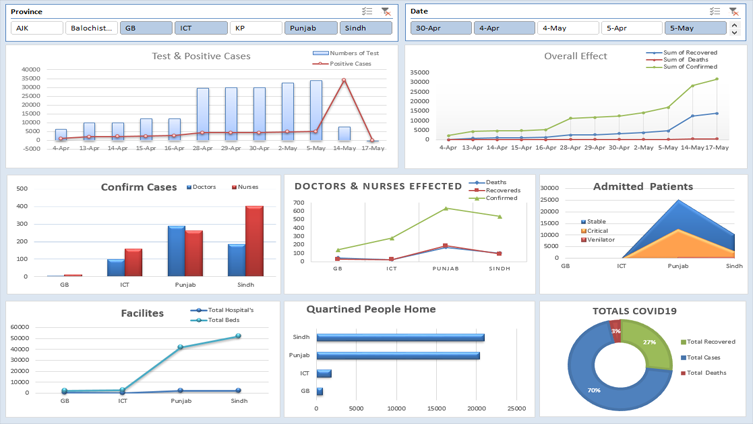 Province
AJK Balochist... GB ICT KP Punjab Sindh
Date
30-Apr 4-Apr 4-May 5-Apr 5-May
Test & Positive Cases
Numbers of Test
Positive Cases
40000
35000
30000
25000
20000
15000
10000
5000
0
-5000
4-Apr 13-Apr 14-Apr 15-Apr 16-Apr 28-Apr 29-Apr 30-Apr 2-May 5-May 14-May 17-May
Overall Effect
Sum of Recovered
Sum of Deaths
Sum of Confirmed
35000
30000
25000
20000
15000
10000
5000
0
4-Apr 13-Apr 14-Apr 15-Apr 16-Apr 28-Apr 29-Apr 30-Apr 2-May 5-May 14-May 17-May
Confirm Cases
Doctors Nurses
500
400
300
200
100
0
GB ICT Punjab Sindh
DOCTORS & NURSES EFFECTED
Deaths
Recovereds
Confirmed
700
600
500
400
300
200
100
0
GB ICT PUNJAB SINDH
Admitted Patients
30000
25000
20000
15000
10000
5000
0
Stable
Critical
Venilator
GB ICT Punjab Sindh
Facilites
Total Hospital's
Total Beds
60000
50000
40000
30000
20000
10000
0
GB ICT Punjab Sindh
Quartined People Home
Sindh
Punjab
ICT
GB
0 5000 10000 15000 20000 25000
TOTALS COVID19
3%
27%
70%
Total Recovered
Total Cases
Total Deaths